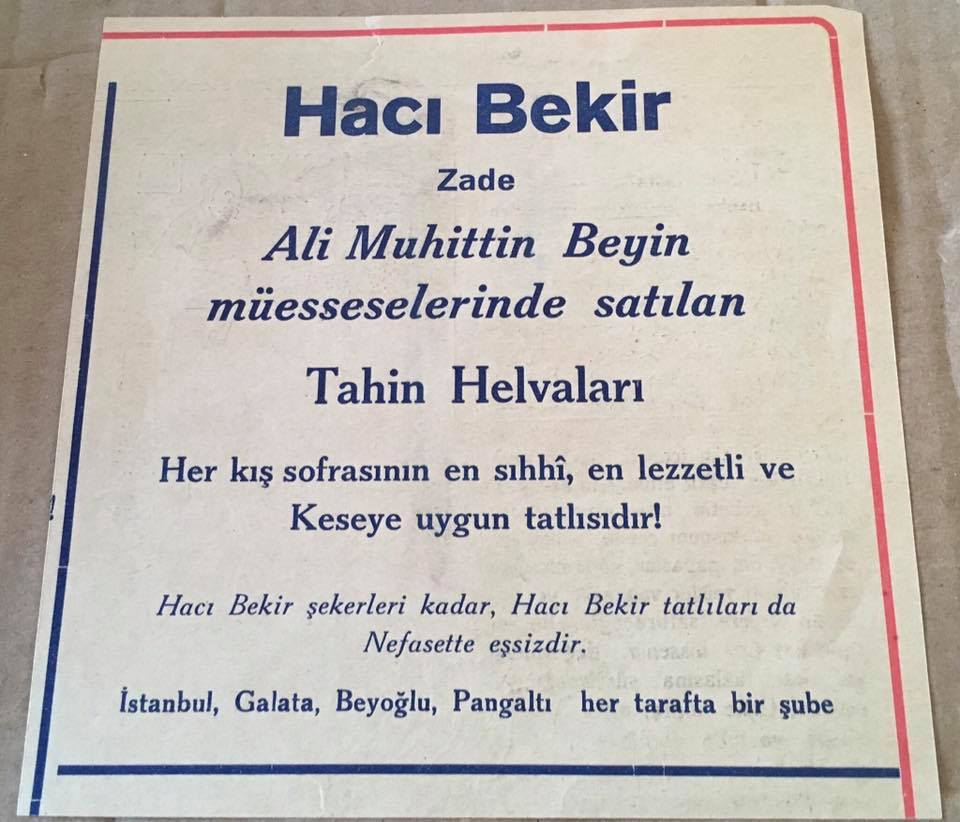 Hacı Bekir
Zade
Ali Muhittin Beyin
müesseselerinde satılan
Tahin Helvaları
Her kış sofrasının en sıhhî, en lezzetli ve
Keseye uygun tatlısıdır!
Hacı Bekir şekerleri kadar, Hacı Bekir tatlıları da
Nefasette eşsizdir.
İstanbul, Galata, Beyoğlu, Pangaltı her tarafta bir şube